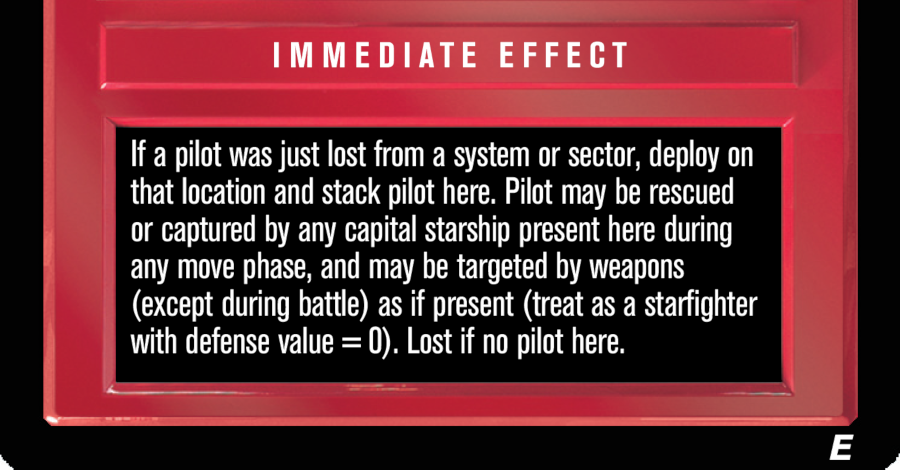 IMMEDIATE EFFECT
If a pilot was just lost from a system or sector, deploy on
that location and stack pilot here. Pilot may be rescued
or captured by any capital starship present here during
any move phase, and may be targeted by weapons
(except during battle) as if present (treat as a starfighter
with defense value = 0). Lost if no pilot here.
E